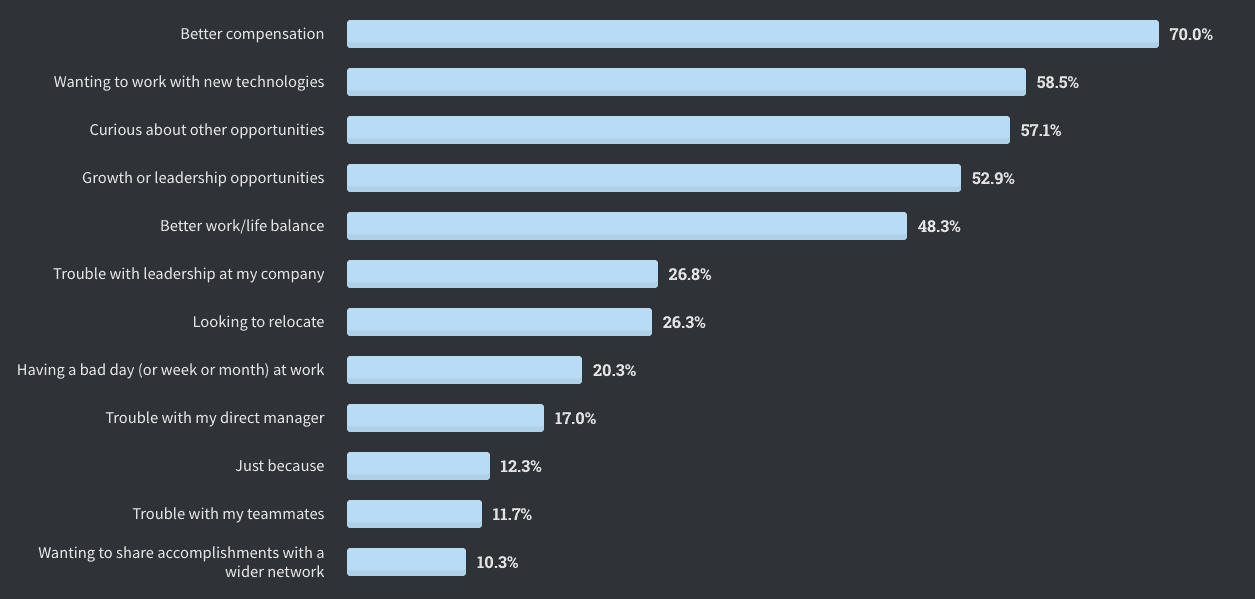 Better compensation 70.0%
Wanting to work with new technologies 58.5%
Curious about other opportunities 57.1%
Growth or leadership opportunities 52.9%
Better work/life balance 48.3%
Trouble with leadership at my company 26.8%
Looking to relocate 26.3%
Having a bad day (or week or month) at work 20.3%
Trouble with my direct manager 17.0%
Just because 12.3%
Trouble with my teammates 11.7%
Wanting to share accomplishments with a
wider network 10.3%